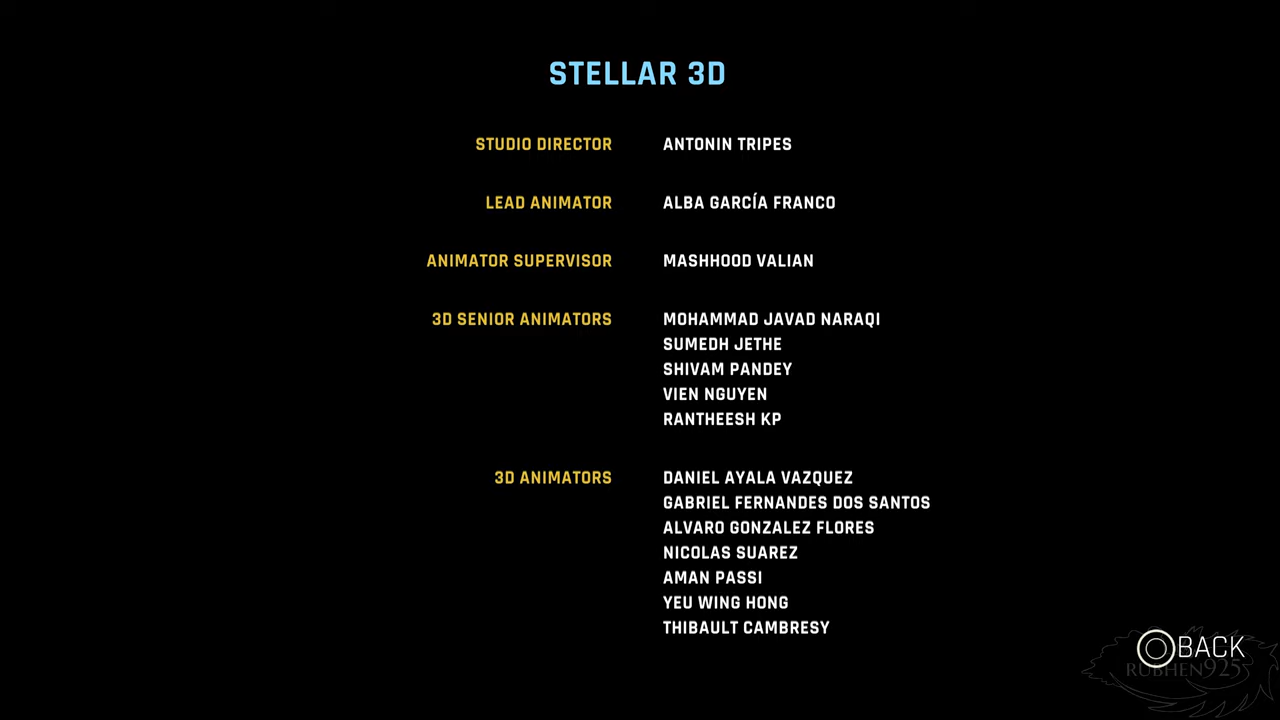 STELLAR 3D
STUDIO DIRECTOR ANTONIN TRIPES
LEAD ANIMATOR ALBA GARCÍA FRANCO
ANIMATOR SUPERVISOR MASHHOOD VALIAN
3D SENIOR ANIMATORS MOHAMMAD JAVAD NARAQI
SUMEDH JETHE
SHIVAM PANDEY
VIEN NGUYEN
RANTHEESH KP
3D ANIMATORS DANIEL AYALA VAZQUEZ
GABRIEL FERNANDES DOS SANTOS
ALVARO GONZALEZ FLORES
NICOLAS SUAREZ
AMAN PASSI
YEU WING HONG
THIBAULT CAMBRESY
BACK
RUBHEN925